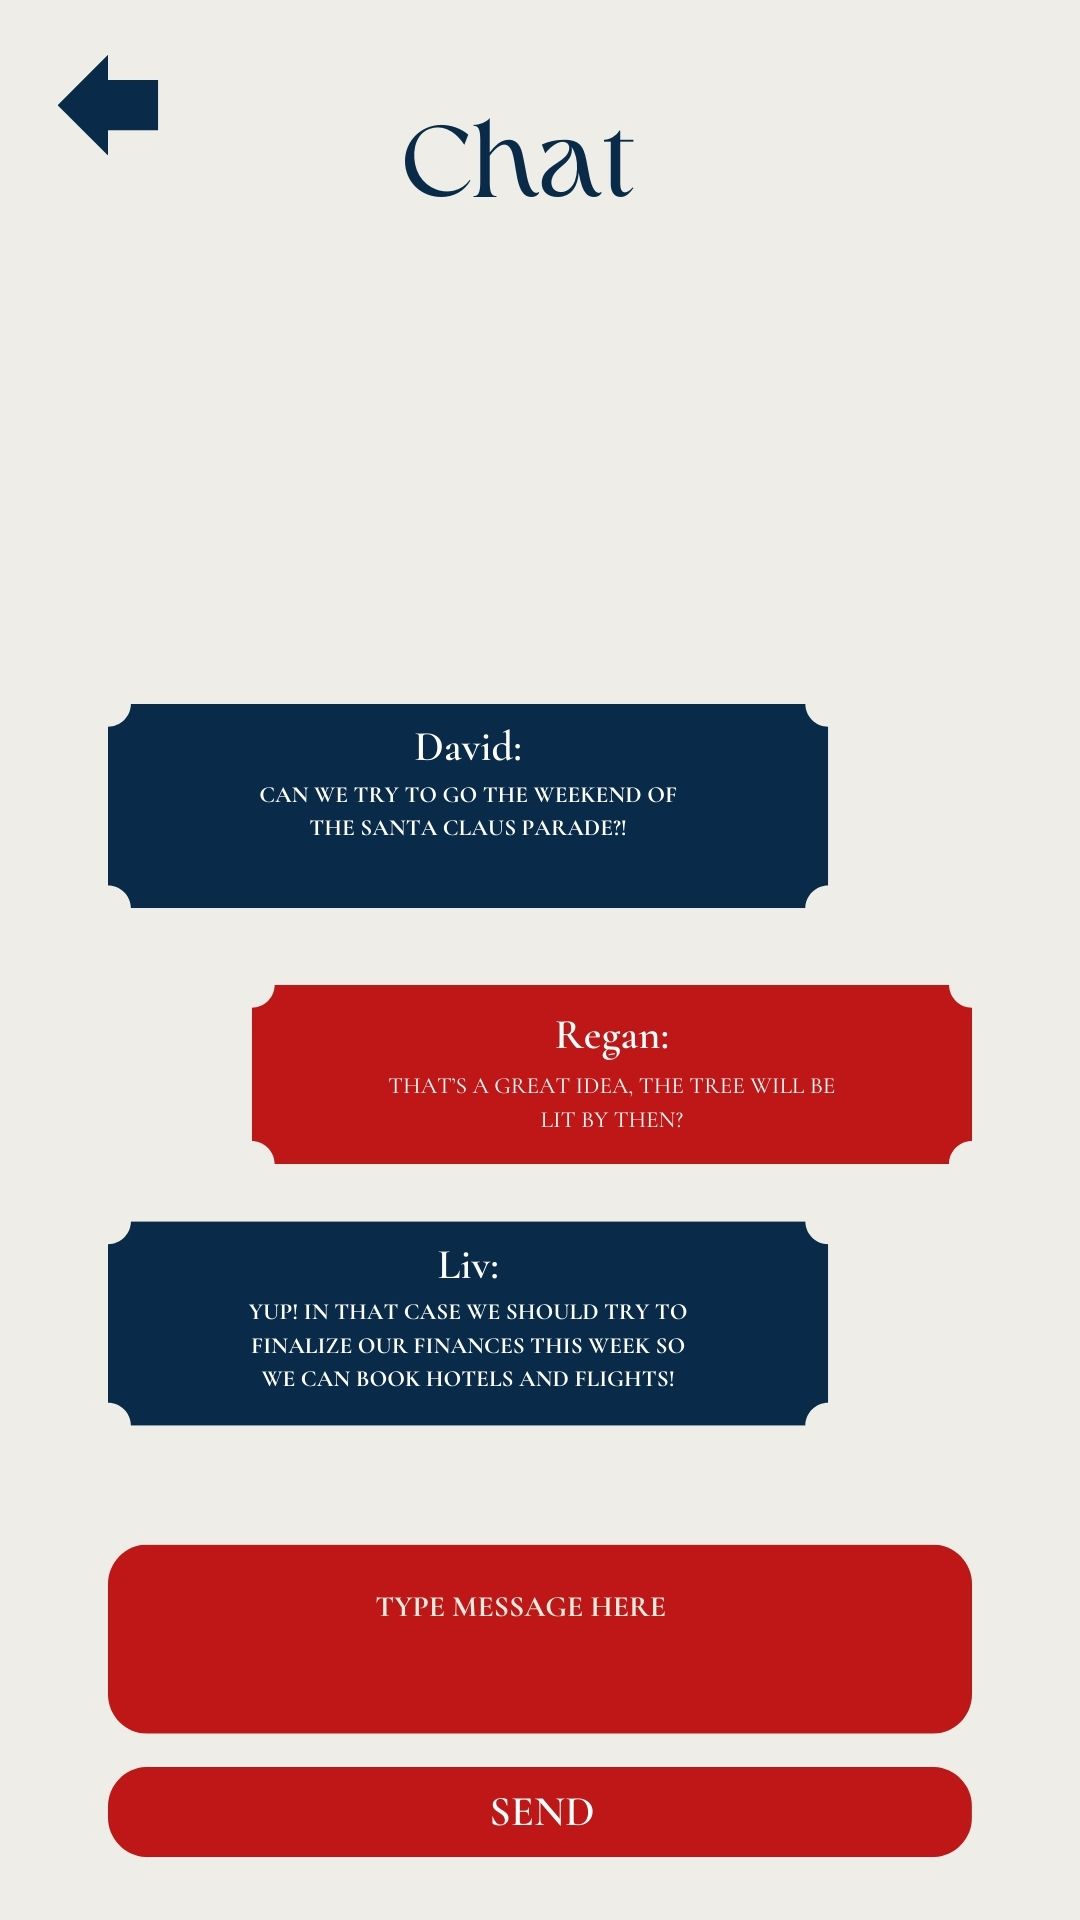 Chat
David:
CAN WE TRY TO GO THE WEEKEND OF
THE SANTA CLAUS PARADE?!
Regan:
THAT'S A GREAT IDEA, THE TREE WILL BE
LIT BY THEN?
Liv:
YUP! IN THAT CASE WE SHOULD TRY TO
FINALIZE OUR FINANCES THIS WEEK SO
WE CAN BOOK HOTELS AND FLIGHTS!
TYPE MESSAGE HERE
SEND